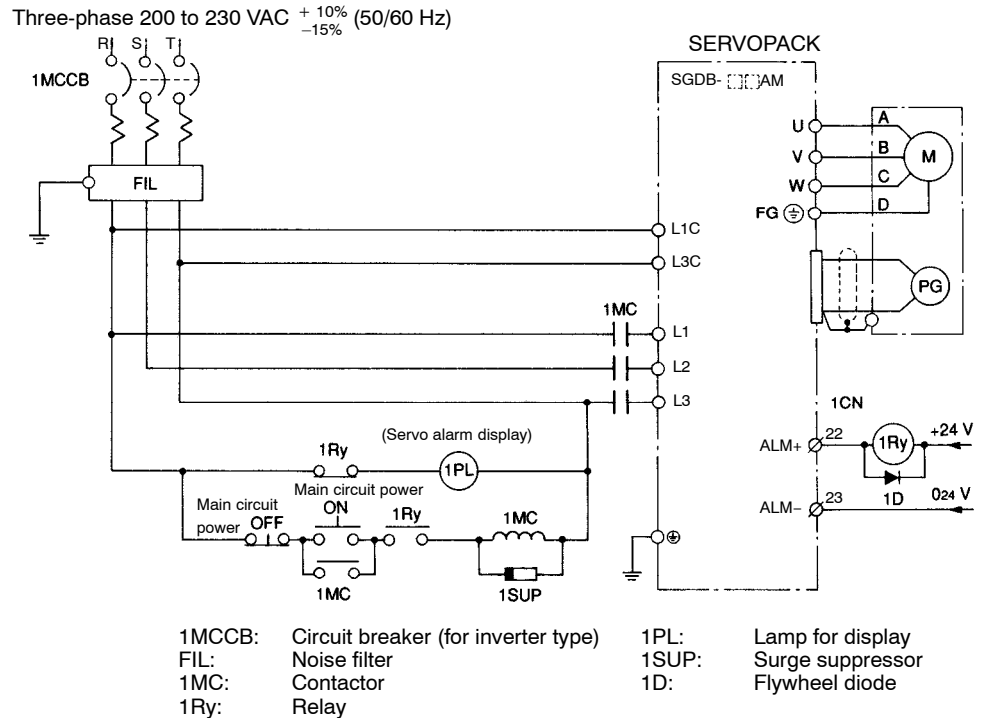 Three-phase 200 to 230 VAC + 10% −15% (50/60 Hz)
R S T
1MCCB
FIL
SERVOPACK
SGDB- AM
U A
V B M
W C
FG D
L1C
L3C
PG
1MC
L1
L2
L3
1CN
(Servo alarm display)
1Ry 1PL
ALM+ 22 1Ry +24 V
1D
ALM− 23 024 V
Main circuit power OFF
Main circuit power ON
1Ry
1MC
1MC
1SUP
1MCCB: Circuit breaker (for inverter type) 1PL: Lamp for display
FIL: Noise filter 1SUP: Surge suppressor
1MC: Contactor 1D: Flywheel diode
1Ry: Relay